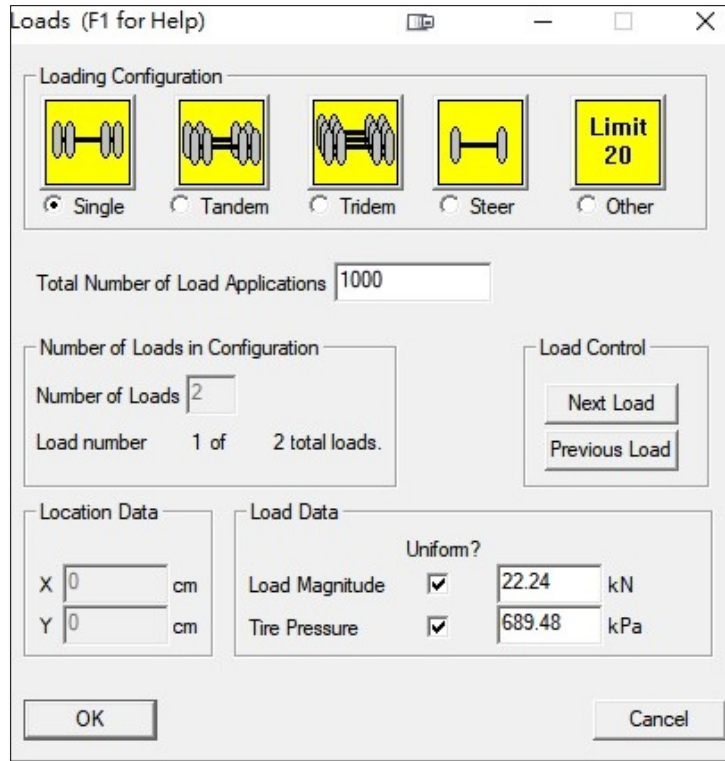 Loads (F1 for Help)
Loading Configuration
Limit
20
Single Tandem Tridem Steer Other
Total Number of Load Applications 1000
Number of Loads in Configuration
Number of Loads 2
Load number 1 of 2 total loads.
Load Control
Next Load
Previous Load
Location Data
X 0 cm
Y 0 cm
Load Data
Uniform?
Load Magnitude 22.24 kN
Tire Pressure 689.48 kPa
OK Cancel